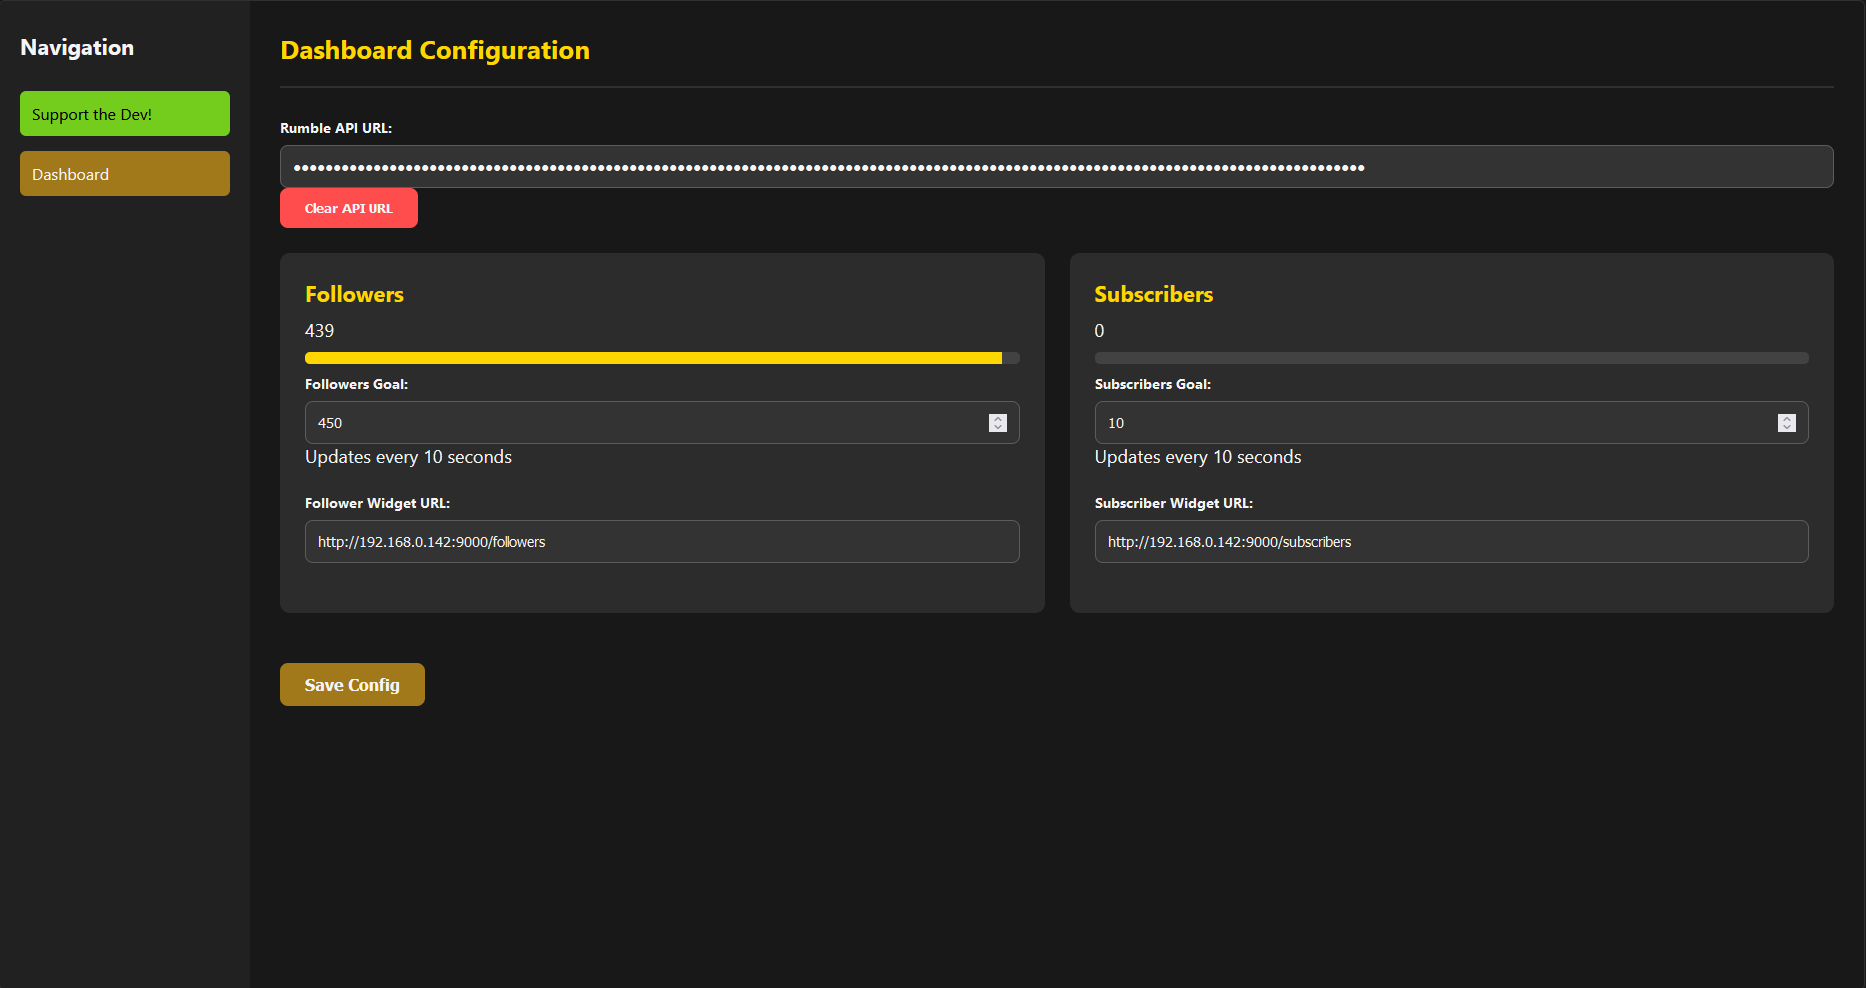 Navigation
Support the Dev!
Dashboard
Dashboard Configuration
Rumble API URL:
Clear API URL
Followers
439
Followers Goal:
450
Updates every 10 seconds
Follower Widget URL:
http://192.168.0.142:9000/followers
Subscribers
0
Subscribers Goal:
10
Updates every 10 seconds
Subscriber Widget URL:
http://192.168.0.142:9000/subscribers
Save Config